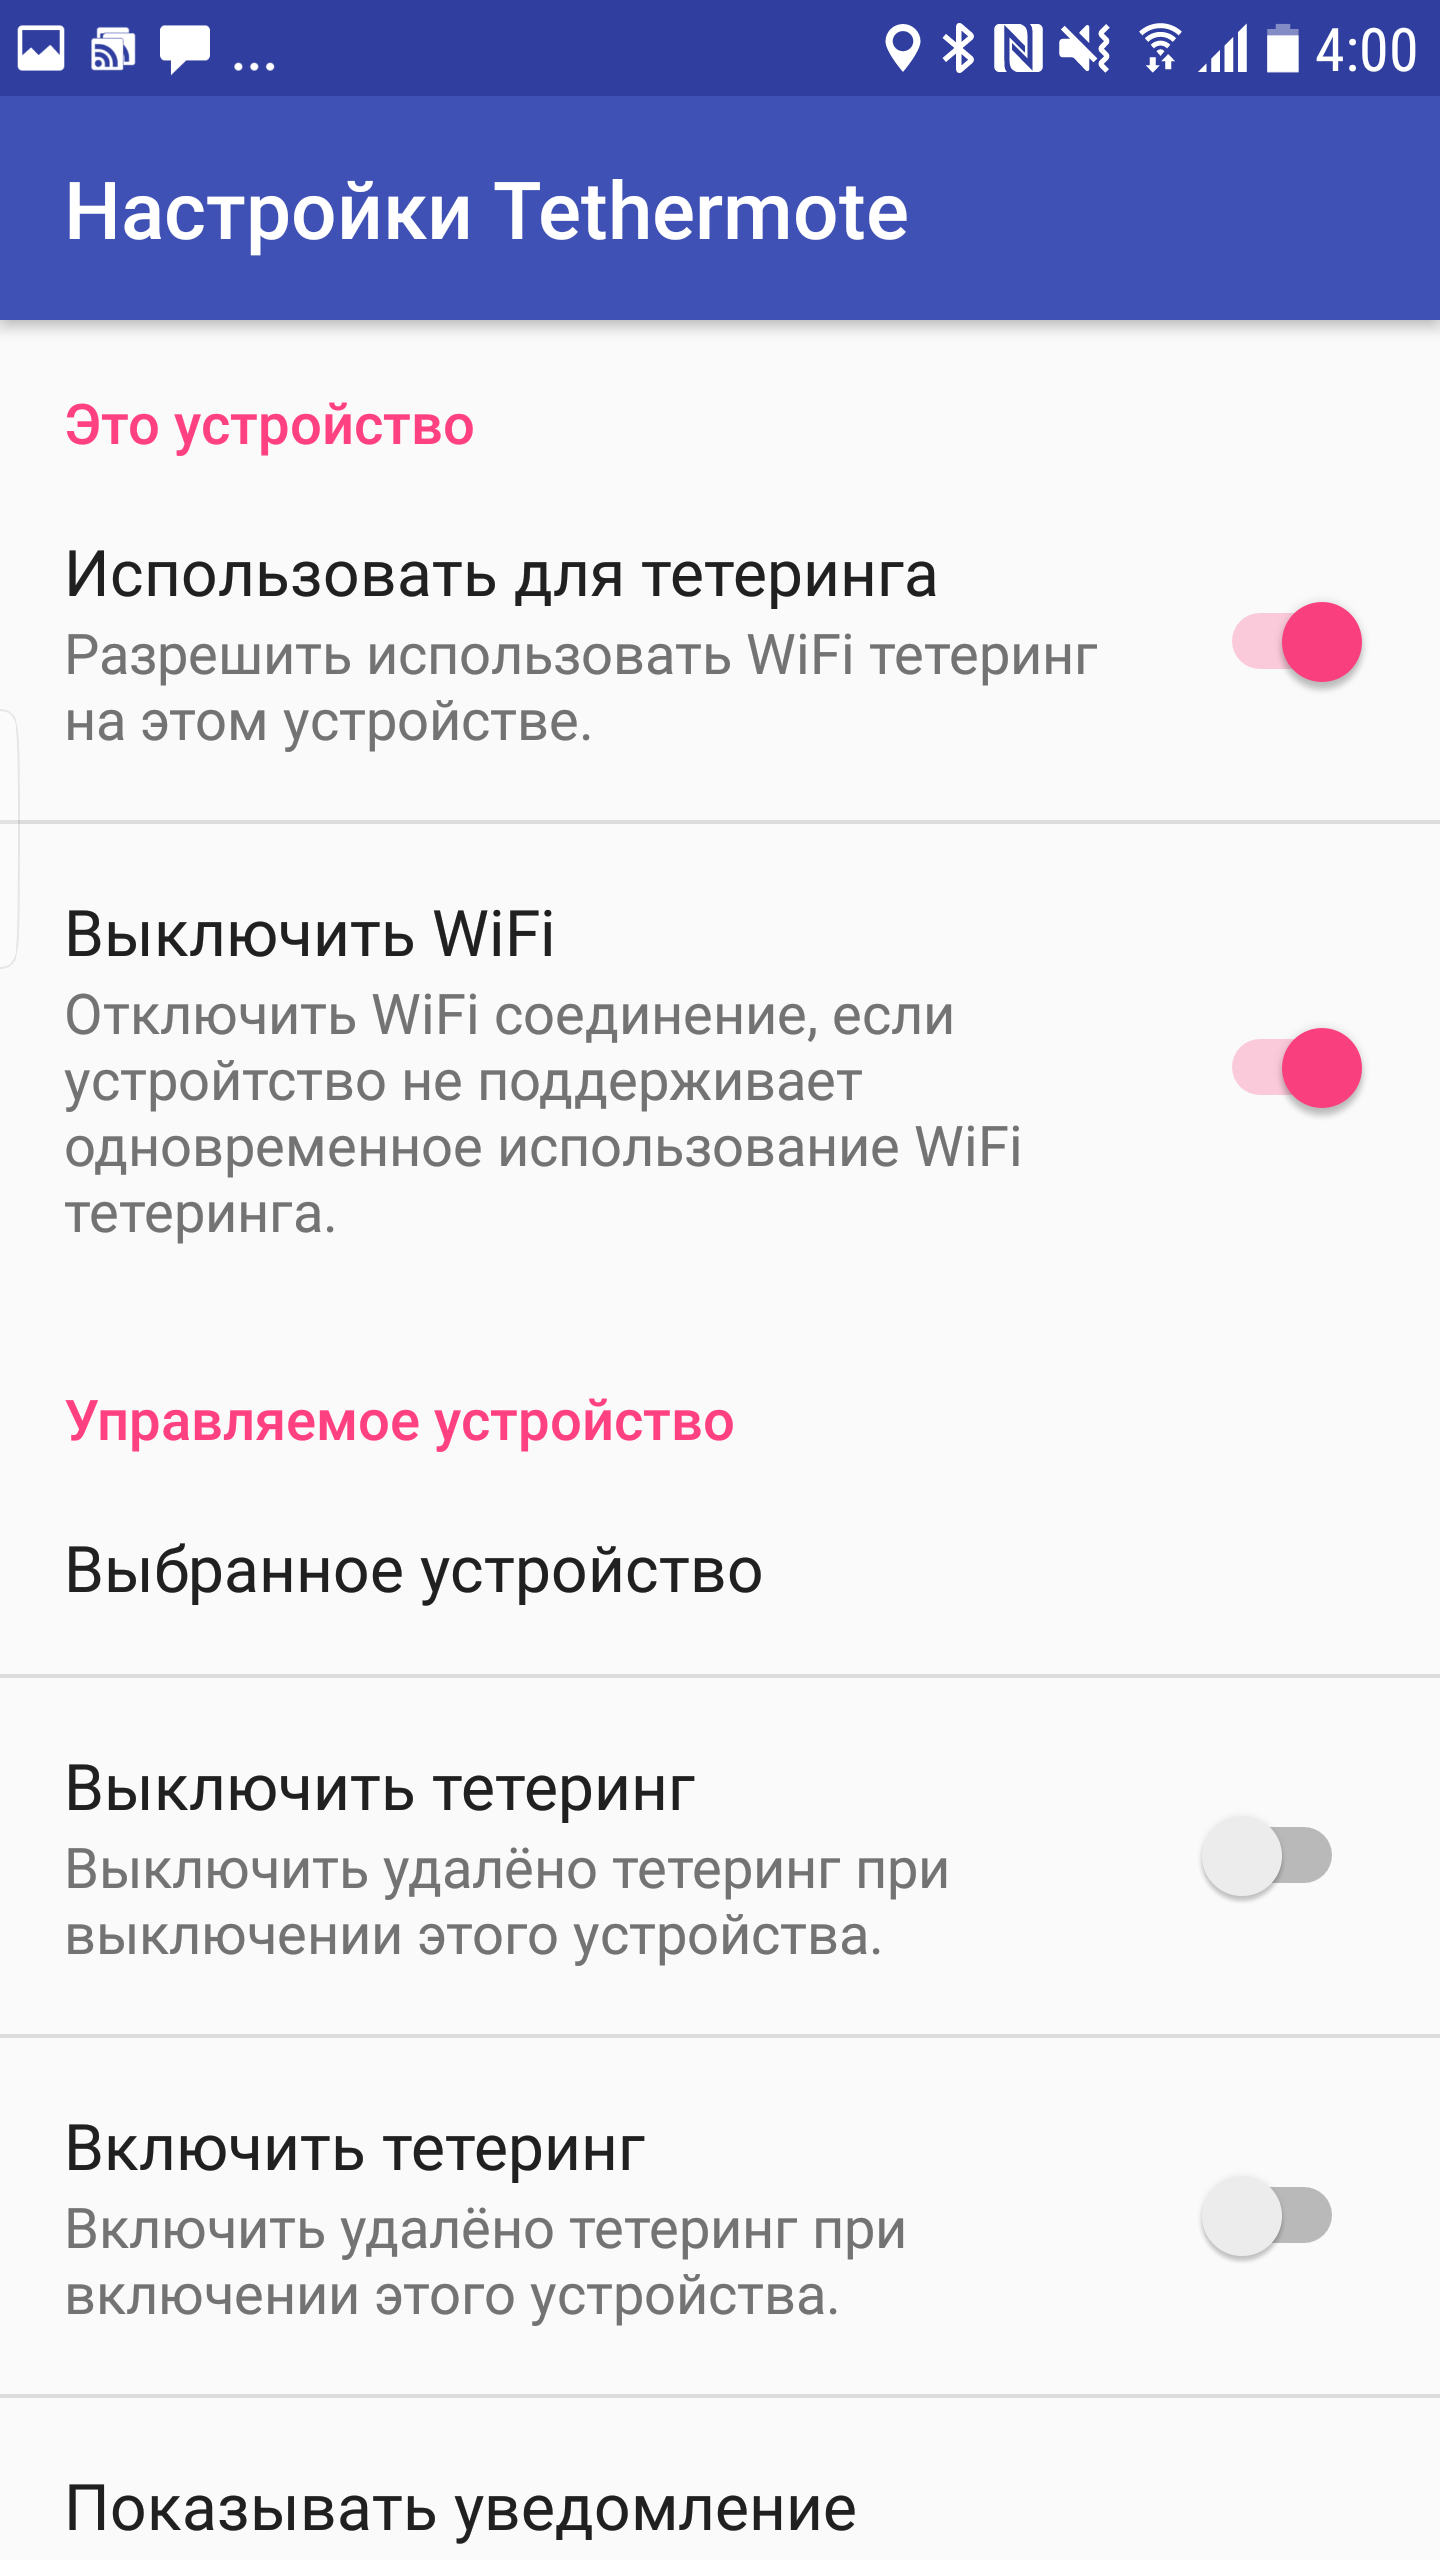 4:00
Настройки Tethermote
Это устройство
Использовать для тетеринга
Разрешить использовать WiFi тетеринг
на этом устройстве.
Выключить WiFi
Отключить WiFi соединение, если
устройтство не поддерживает
одновременное использование WiFi
тетеринга.
Управляемое устройство
Выбранное устройство
Выключить тетеринг
Выключить удалёно тетеринг при
выключении этого устройства.
Включить тетеринг
Включить удалёно тетеринг при
включении этого устройства.
Показывать уведомление